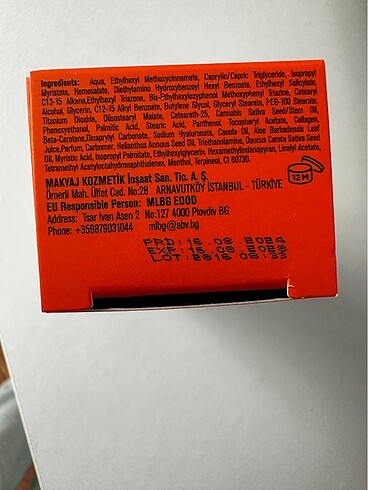 Ingredients: Aqua, Ethylhexyl Methoxycinnamate, Caprylic/Capric Triglyceride, Isopropyl
Myristate, Homosalate, Diethylamino Hydroxybenzoyl Hexyl Benzoate, Ethylhexyl Salicylate,
C13-15 Alkane, Ethylhexyl Triazone, Bis-Ethylhexyloxyphenol Methoxyphenyl Triazine, Cetearyl
Alcohol, Glycerin, C12-15 Alkyl Benzoate, Butylene Glycol, Glyceryl Stearate, PEG-100 Stearate,
Titanium Dioxide, Diisostearyl Malate, Ceteareth-25, Cannabis Sativa Seed/Stem Oil,
Phenoxyethanol, Palmitic Acid, Stearic Acid, Panthenol, Tocopheryl Acetate, Collagen,
Beta-Carotene,Dicaprylyl Carbonate, Sodium Hyaluronate, Canola Oil, Aloe Barbadensis Leaf
Juice,Parfum, Carbomer, Helianthus Annus Seed Oil, Triethanolamine, Daucus Carota Sativa Seed
Oil, Myristic Acid, Isopropyl Palmitate, Ethylhexylglycerin, Hexamethylindanopyran, Linalyl Acetate,
Tetramethyl Acetyloctahydronaphthalenes, Menthol, Terpineol, CI 60730.
MAKYAJ KOZMETİK İnşaat San. Tic. A. Ş.
Ömerli Mah. Ülfet Cad. No:28 ARNAVUTKÖY İSTANBUL - TÜRKİYE
EU Responsible Person: MLBG EOOD
Address: Tsar Ivan Asen 2 No:127 4000 Plovdiv BG
Phone: +359879031044 mlbg@abv.bg
12M
PRD:16.08.2024
EXP:15.08.2026
LOT:2816 08:33